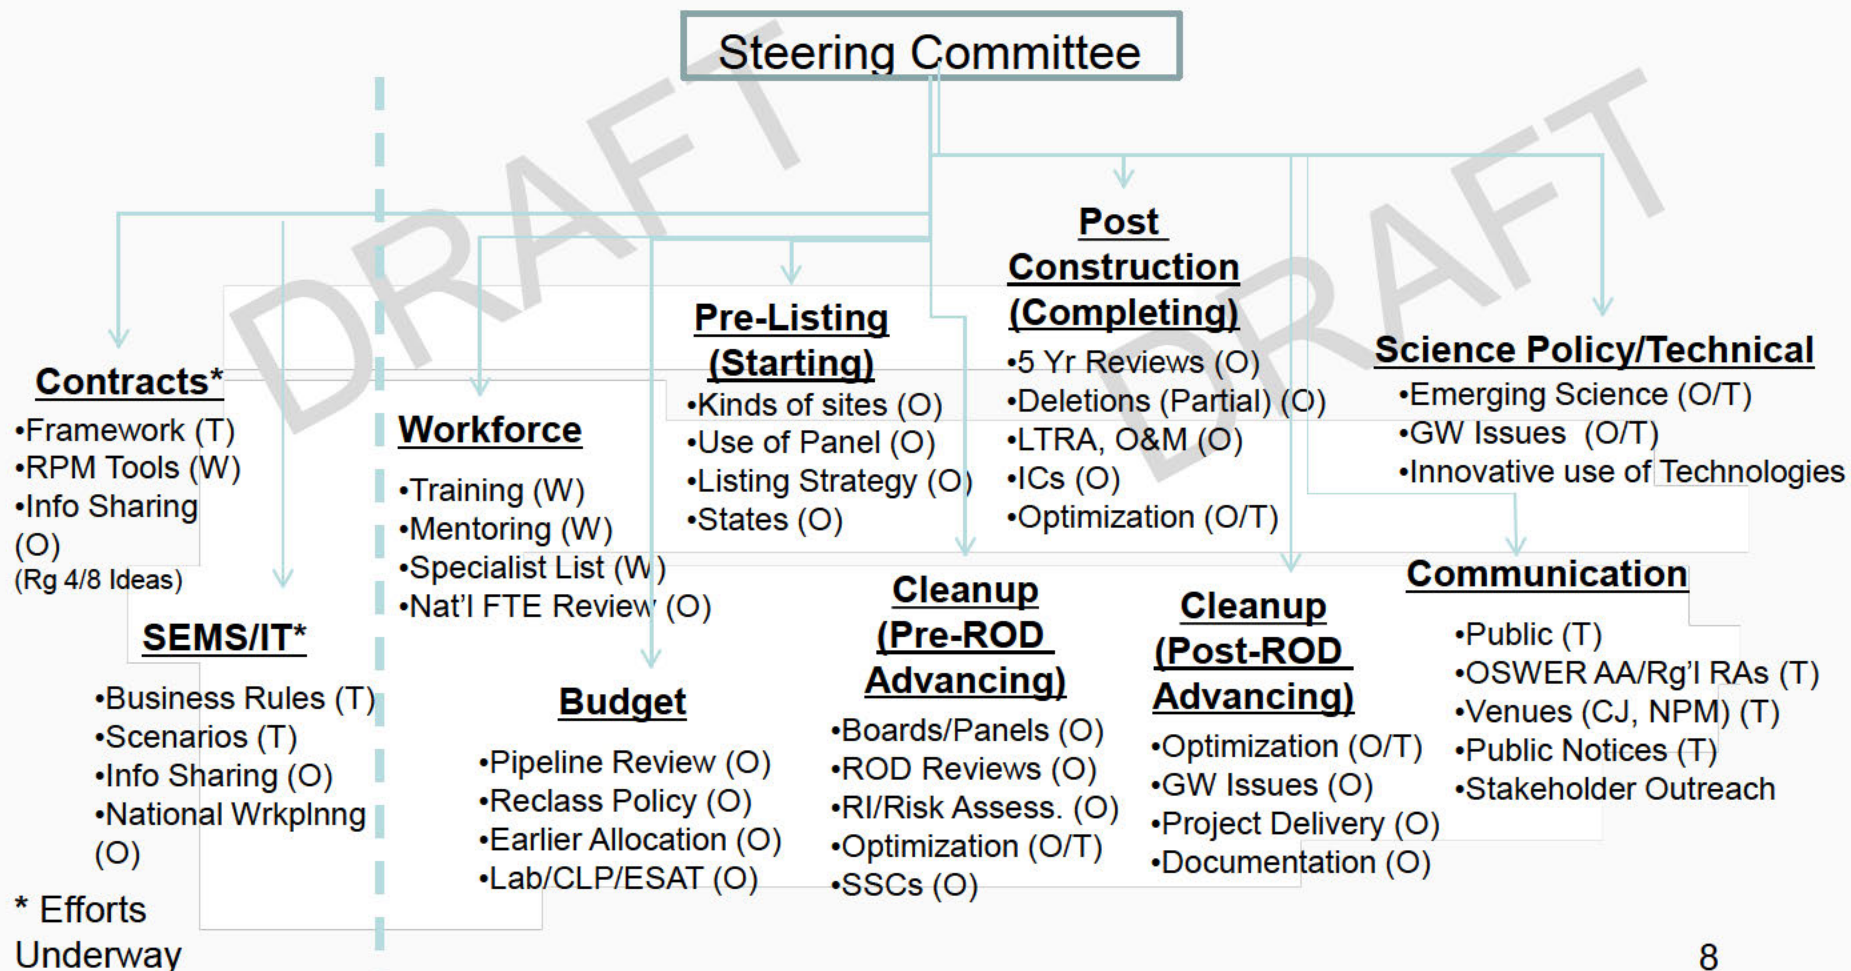 Steering Committee
DRAFT
DRAFT
Contracts*
•Framework (T)
•RPM Tools (W)
•Info Sharing
(O)
(Rg 4/8 Ideas)
SEMS/IT*
•Business Rules (T)
•Scenarios (T)
•Info Sharing (O)
•National Wrkplnng
(O)
* Efforts
Underway
Workforce
•Training (W)
•Mentoring (W)
•Specialist List (W)
•Nat'l FTE Review (O)
Budget
•Pipeline Review (O)
•Reclass Policy (O)
•Earlier Allocation (O)
•Lab/CLP/ESAT (O)
Pre-Listing
(Starting)
•Kinds of sites (O)
•Use of Panel (O)
•Listing Strategy (O)
•States (O)
Cleanup
(Pre-ROD
Advancing)
•Boards/Panels (O)
•ROD Reviews (O)
•RI/Risk Assess. (O)
•Optimization (O/T)
•SSCs (O)
Post
Construction
(Completing)
•5 Yr Reviews (O)
•Deletions (Partial) (O)
•LTRA, O&M (O)
•ICs (O)
•Optimization (O/T)
Cleanup
(Post-ROD
Advancing)
•Optimization (O/T)
•GW Issues (O)
•Project Delivery (O)
•Documentation (O)
Science Policy/Technical
•Emerging Science (O/T)
•GW Issues (O/T)
•Innovative use of Technologies
Communication
•Public (T)
•OSWER AA/Rg'l RAs (T)
•Venues (CJ, NPM) (T)
•Public Notices (T)
•Stakeholder Outreach
8